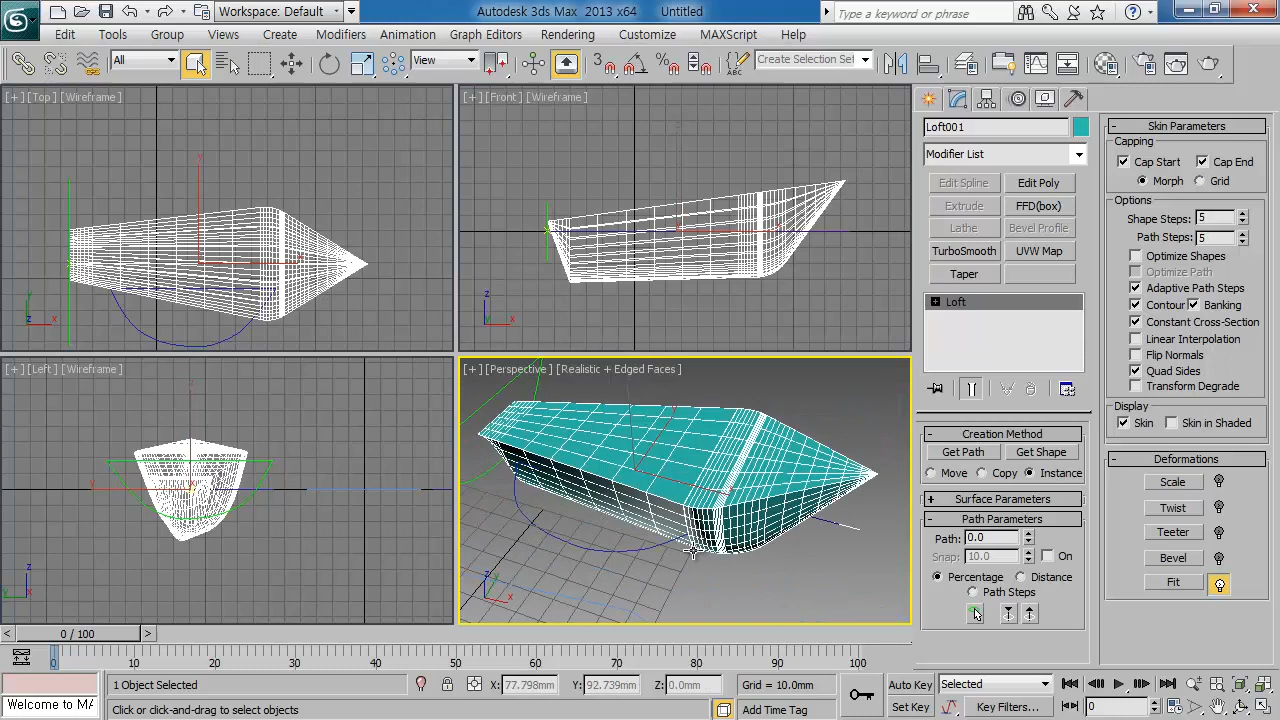 Workspace: Default
Autodesk 3ds Max 2013 x64 Untitled
Type a keyword or phrase
Edit Tools Group Views Create Modifiers Animation Graph Editors Rendering Customize MAXScript Help
All
View
3
%
Create Selection Set
[+] [Top] [Wireframe]
[+] [Front] [Wireframe]
[+] [Left] [Wireframe]
[+] [Perspective] [Realistic + Edged Faces]
Loft001
Modifier List
Edit Spline
Edit Poly
Extrude
FFD(box)
Lathe
Bevel Profile
TurboSmooth
UVW Map
Taper
Loft
- Creation Method
Get Path
Get Shape
Move
Copy
Instance
+ Surface Parameters
- Path Parameters
Path: 0.0
Snap: 10.0
On
Percentage
Distance
Path Steps
- Skin Parameters
Capping
Cap Start
Cap End
Morph
Grid
Options
Shape Steps: 5
Path Steps: 5
Optimize Shapes
Optimize Path
Adaptive Path Steps
Contour
Banking
Constant Cross-Section
Linear Interpolation
Flip Normals
Quad Sides
Transform Degrade
Display
Skin
Skin in Shaded
- Deformations
Scale
Twist
Teeter
Bevel
Fit
< 0 / 100 >
0 10 20 30 40 50 60 70 80 90 100
1 Object Selected
X: 77.798mm
Y: 92.739mm
Z: 0.0mm
Grid = 10.0mm
Auto Key
Selected
Welcome to MA
Click or click-and-drag to select objects
Add Time Tag
Set Key
Key Filters...
0